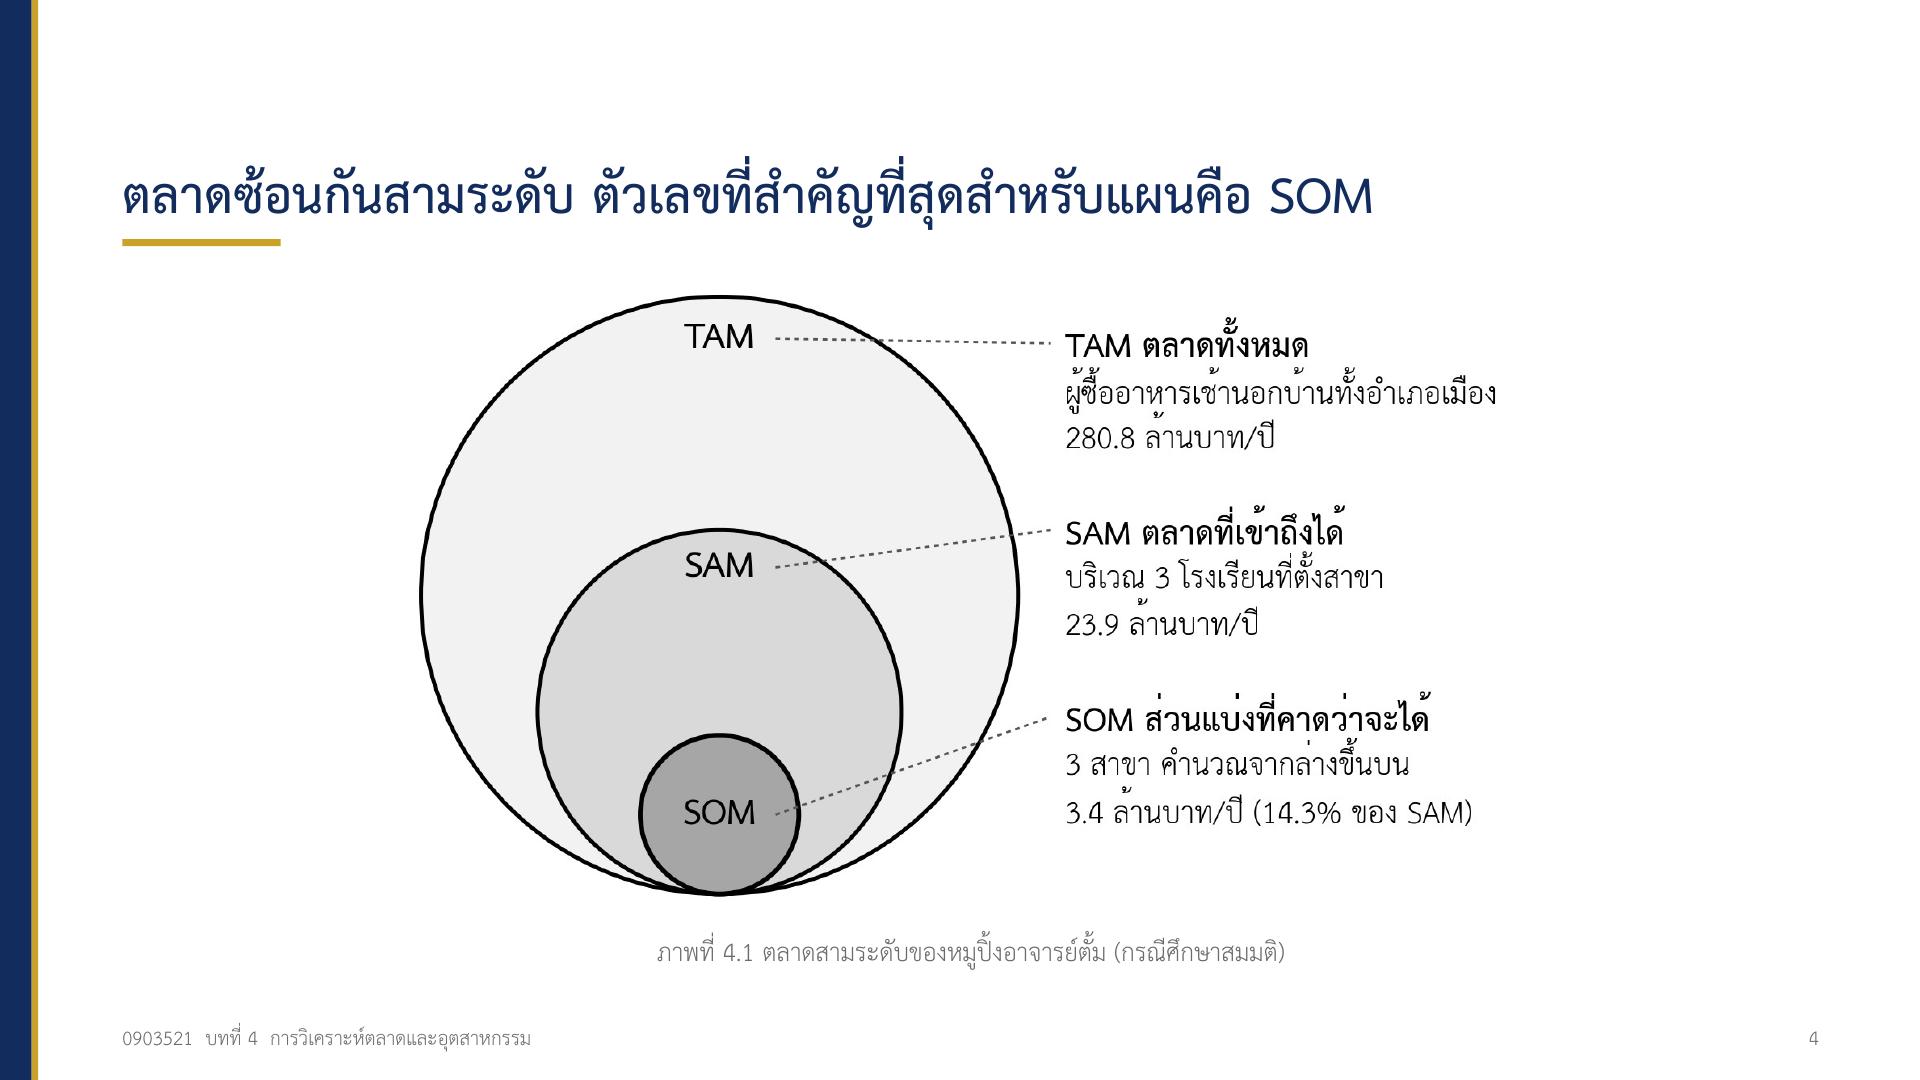 ตลาดซ้อนกันสามระดับ ตัวเลขที่สำคัญที่สุดสำหรับแผนคือ SOM
TAM
TAM ตลาดทั้งหมด
ผู้ซื้ออาหารเช้านอกบ้านทั้งอำเภอเมือง
280.8 ล้านบาท/ปี
SAM
SAM ตลาดที่เข้าถึงได้
บริเวณ 3 โรงเรียนที่ตั้งสาขา
23.9 ล้านบาท/ปี
SOM
SOM ส่วนแบ่งที่คาดว่าจะได้
3 สาขา คำนวณจากล่างขึ้นบน
3.4 ล้านบาท/ปี (14.3% ของ SAM)
ภาพที่ 4.1 ตลาดสามระดับของหมูปิ้งอาจารย์ตั้ม (กรณีศึกษาสมมติ)
0903521 บทที่ 4 การวิเคราะห์ตลาดและอุตสาหกรรม
4